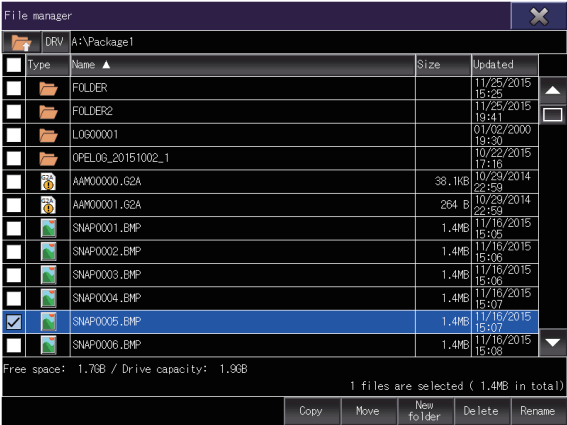 File manager
DRV A:\Package1
Type Name ▲ Size Updated
FOLDER 11/25/2015 15:25
FOLDER2 11/25/2015 19:41
LOG00001 01/02/2000 19:30
OPELOG_20151002_1 10/22/2015 17:16
G2A AAM00000.G2A 38.1KB 10/29/2014 22:59
G2A AAM00001.G2A 264 B 10/29/2014 22:59
SNAP0001.BMP 1.4MB 11/16/2015 15:05
SNAP0002.BMP 1.4MB 11/16/2015 15:06
SNAP0003.BMP 1.4MB 11/16/2015 15:06
SNAP0004.BMP 1.4MB 11/16/2015 15:07
SNAP0005.BMP 1.4MB 11/16/2015 15:07
SNAP0006.BMP 1.4MB 11/16/2015 15:08
Free space: 1.7GB / Drive capacity: 1.9GB
1 files are selected ( 1.4MB in total)
Copy Move New folder Delete Rename